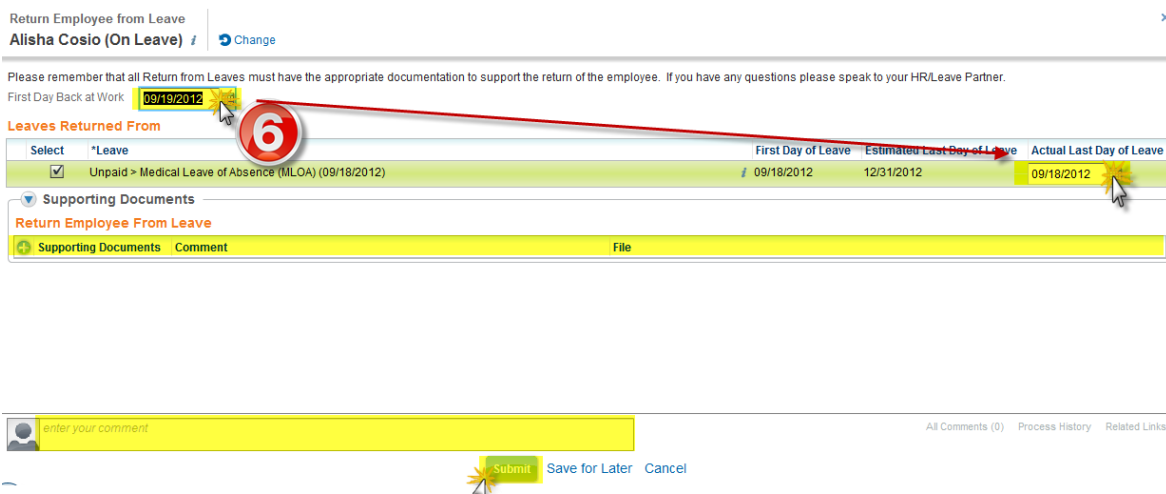 Return Employee from Leave
Alisha Cosio (On Leave) i Change
Please remember that all Return from Leaves must have the appropriate documentation to support the return of the employee. If you have any questions please speak to your HR/Leave Partner.
First Day Back at Work 09/19/2012
6
Leaves Returned From
Select *Leave First Day of Leave Estimated Last Day of Leave Actual Last Day of Leave
Unpaid > Medical Leave of Absence (MLOA) (09/18/2012) i 09/18/2012 12/31/2012 09/18/2012
Supporting Documents
Return Employee From Leave
Supporting Documents Comment File
enter your comment All Comments (0) Process History Related Links
Submit Save for Later Cancel